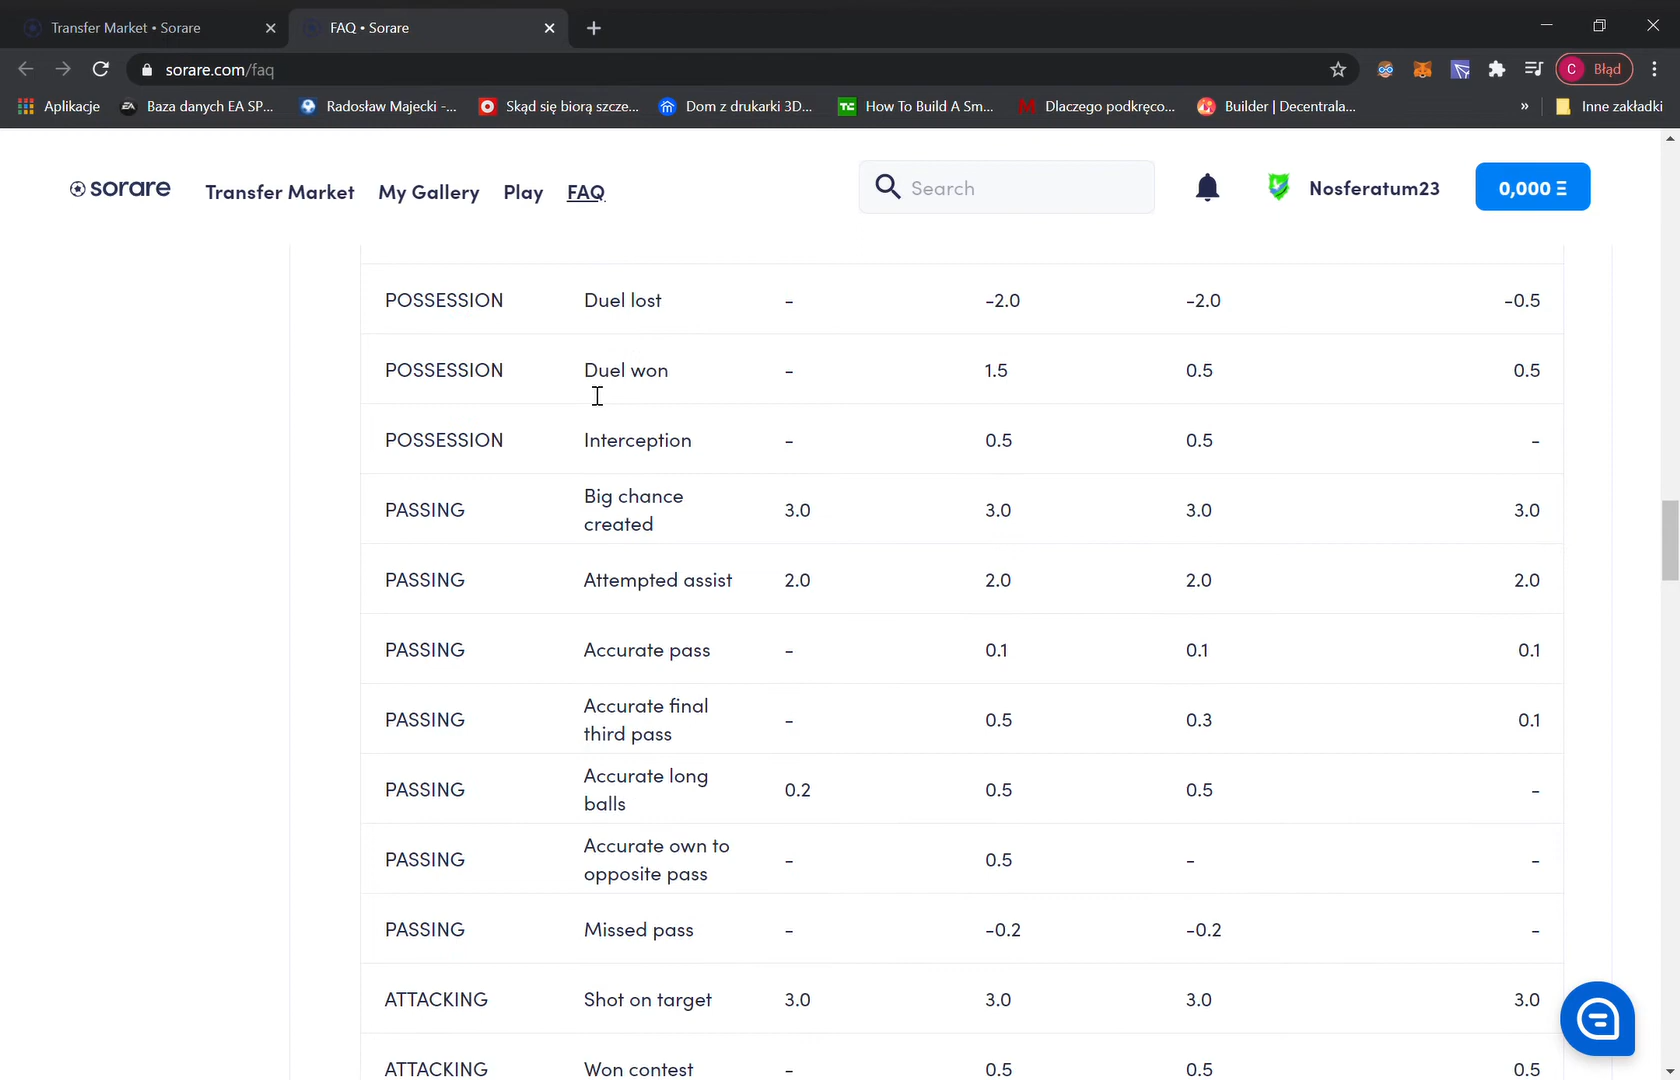 Transfer Market • Sorare
FAQ • Sorare
sorare.com/faq
C Błąd
Aplikacje
EA Baza danych EA SP...
Radosław Majecki -...
Skąd się biorą szcze...
Dom z drukarki 3D...
TC How To Build A Sm...
M Dlaczego podkręco...
Builder | Decentrala...
»
Inne zakładki
sorare
Transfer Market
My Gallery
Play
FAQ
Search
Nosferatum23
0,000 Ξ
POSSESSION Duel lost - -2.0 -2.0 -0.5
POSSESSION Duel won - 1.5 0.5 0.5
POSSESSION Interception - 0.5 0.5 -
PASSING Big chance
created 3.0 3.0 3.0 3.0
PASSING Attempted assist 2.0 2.0 2.0 2.0
PASSING Accurate pass - 0.1 0.1 0.1
PASSING Accurate final
third pass - 0.5 0.3 0.1
PASSING Accurate long
balls 0.2 0.5 0.5 -
PASSING Accurate own to
opposite pass - 0.5 - -
PASSING Missed pass - -0.2 -0.2 -
ATTACKING Shot on target 3.0 3.0 3.0 3.0
ATTACKING Won contest - 0.5 0.5 0.5